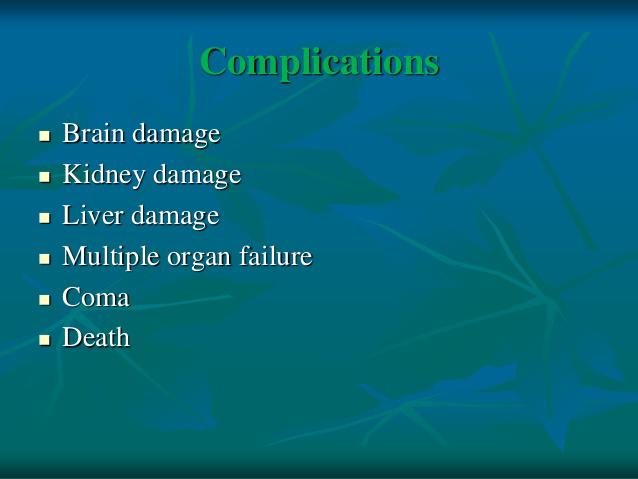 Complications
Brain damage
Kidney damage
Liver damage
Multiple organ failure
Coma
Death